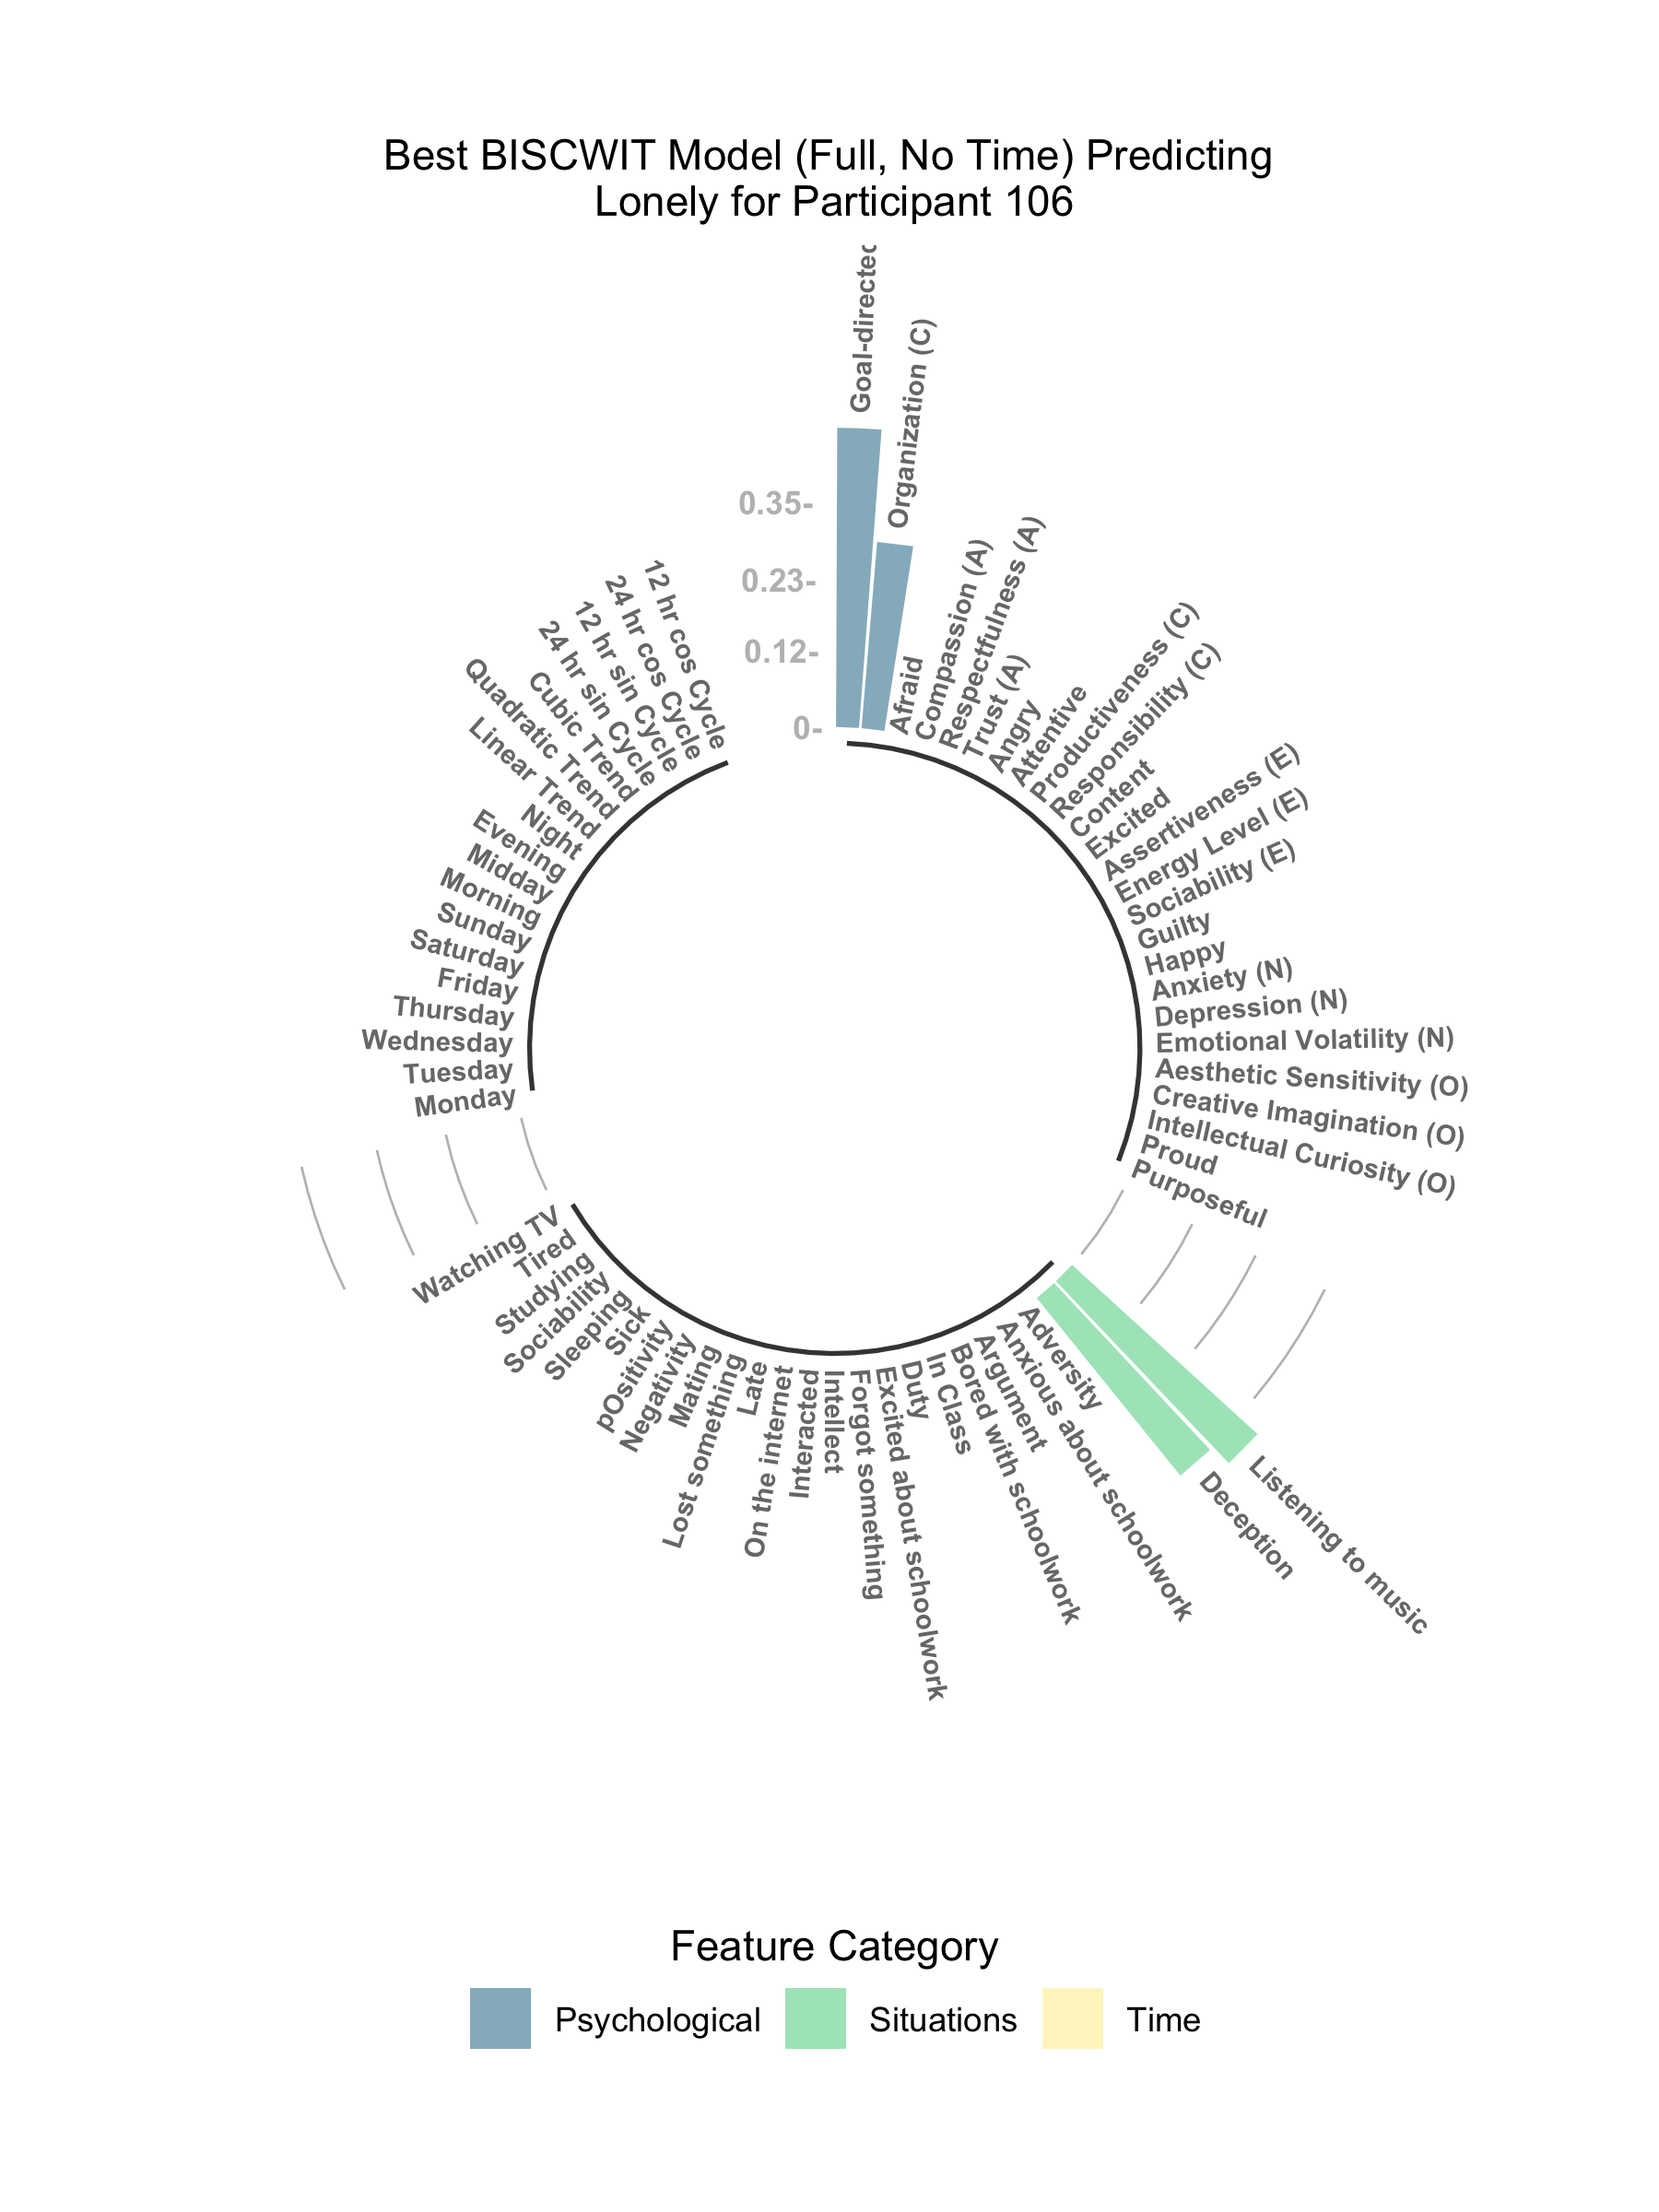 Best BISCWIT Model (Full, No Time) Predicting
Lonely for Participant 106
0.35-
0.23-
0.12-
0-
Goal-directed
Organization (C)
Afraid
Compassion (A)
Respectfulness (A)
Trust (A)
Angry
Attentive
Productiveness (C)
Responsibility (C)
Content
Excited
Assertiveness (E)
Energy Level (E)
Sociability (E)
Guilty
Happy
Anxiety (N)
Depression (N)
Emotional Volatility (N)
Aesthetic Sensitivity (O)
Creative Imagination (O)
Intellectual Curiosity (O)
Proud
Purposeful
Listening to music
Deception
Adversity
Anxious about schoolwork
Argument
Bored with schoolwork
In Class
Duty
Excited about schoolwork
Forgot something
Intellect
Interacted
On the internet
Late
Lost something
Mating
Negativity
pOsitivity
Sick
Sleeping
Sociability
Studying
Tired
Watching TV
Monday
Tuesday
Wednesday
Thursday
Friday
Saturday
Sunday
Morning
Midday
Evening
Night
Linear Trend
Quadratic Trend
Cubic Trend
24 hr sin Cycle
12 hr sin Cycle
24 hr cos Cycle
12 hr cos Cycle
Feature Category
Psychological
Situations
Time